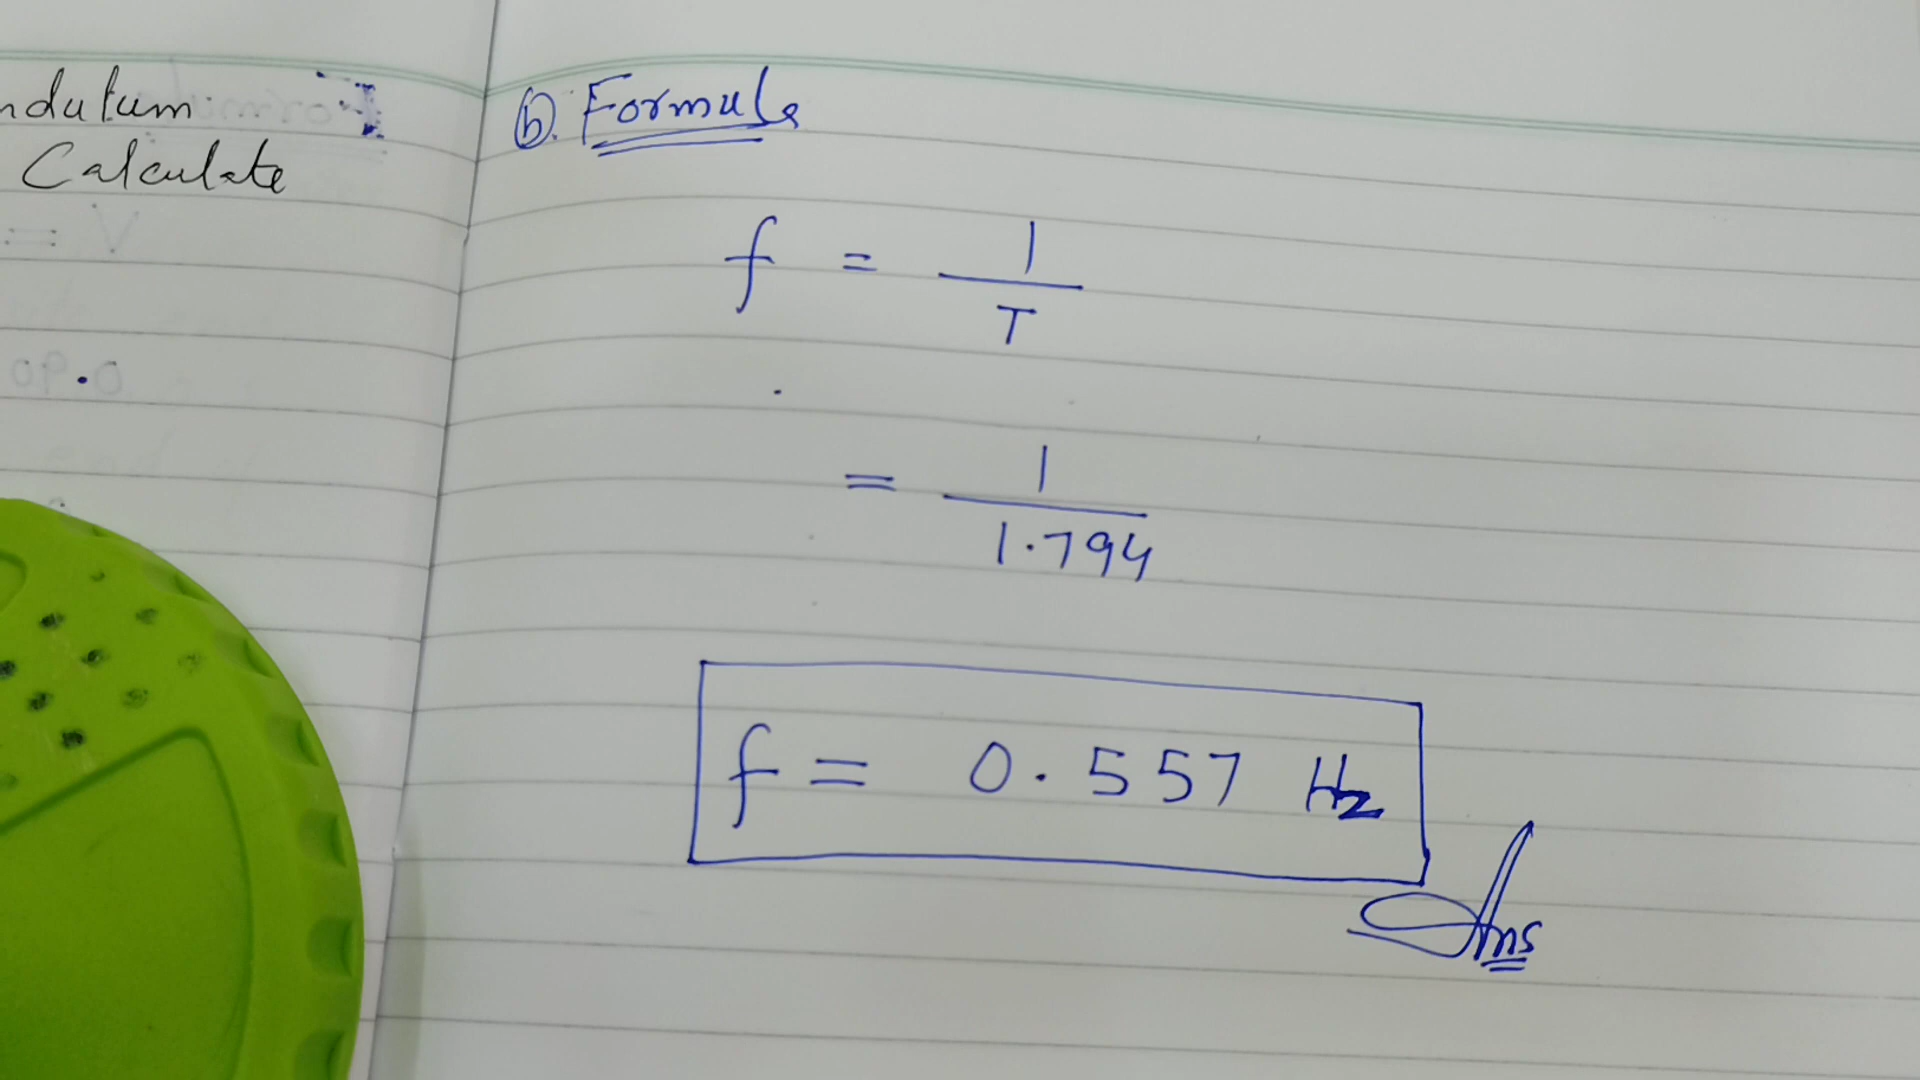 ndulum
Calculate
ⓑ. Formula
f = 1/T
= 1/1.794
f = 0.557 Hz
Ans